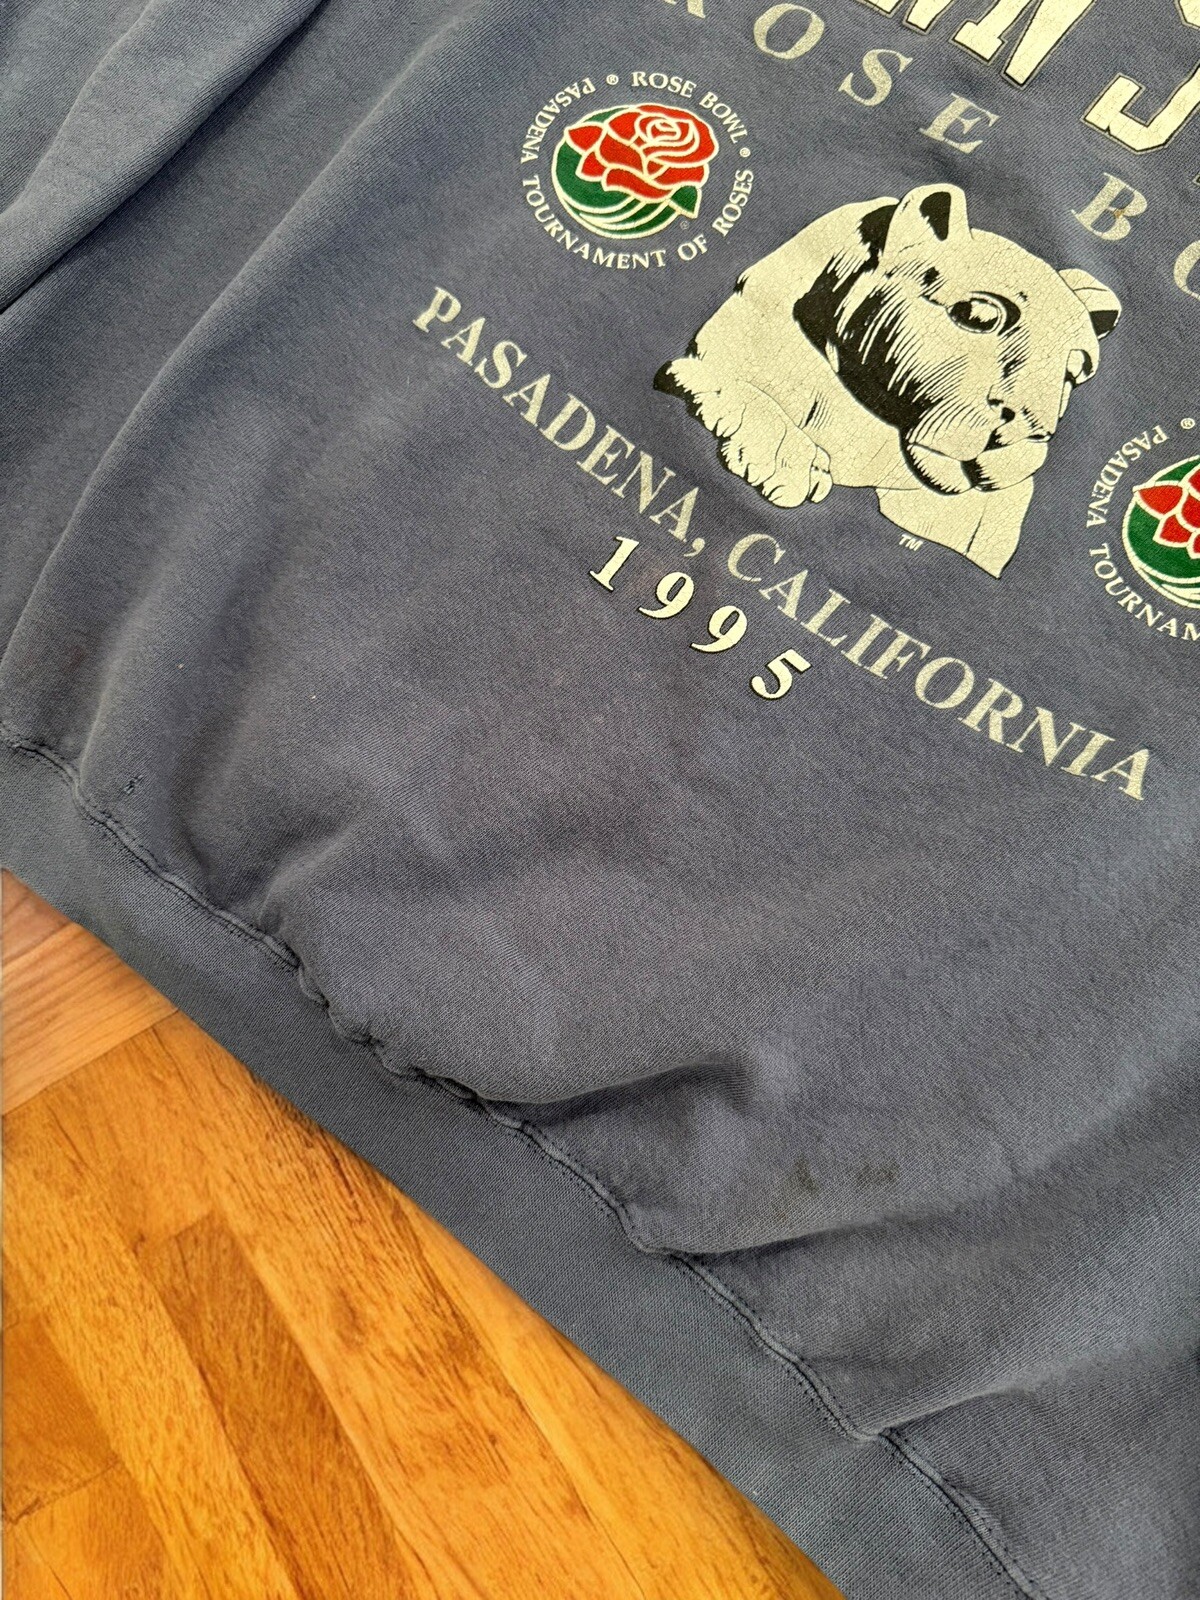 ROSE BO
® ROSE BOWL ®
PASADENA TOURNAMENT OF ROSES
®
TM
® PASADENA TOURNAM
PASADENA, CALIFORNIA
1995